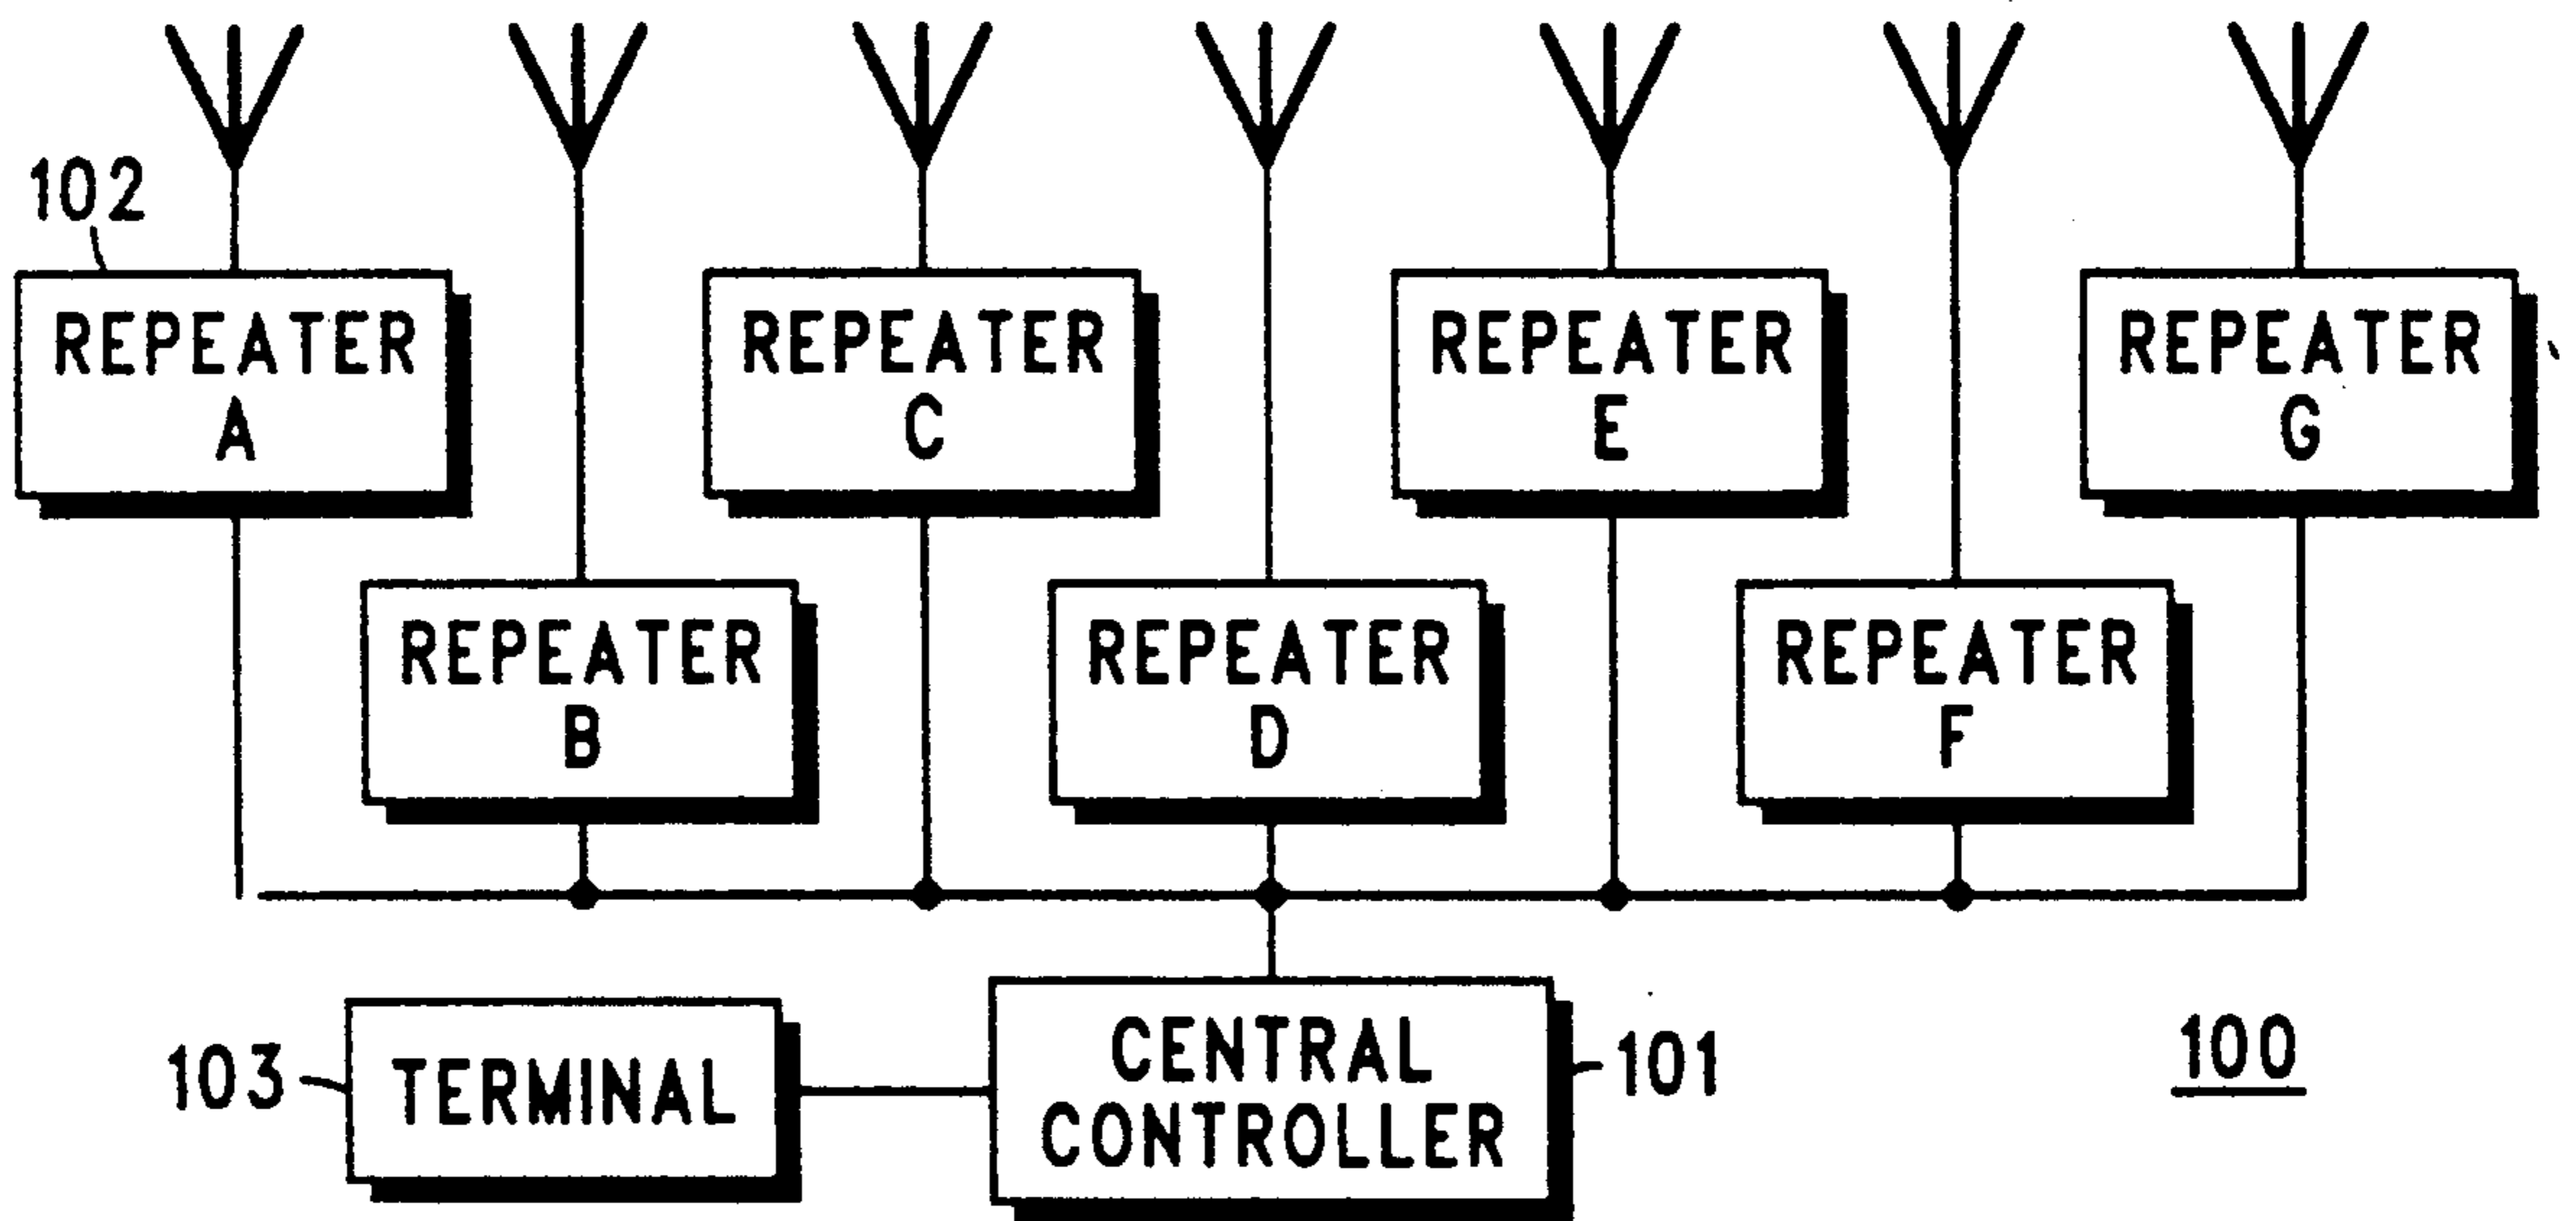 102
REPEATER
A
REPEATER
C
REPEATER
E
REPEATER
G
REPEATER
B
REPEATER
D
REPEATER
F
103
TERMINAL
CENTRAL
CONTROLLER
101
100